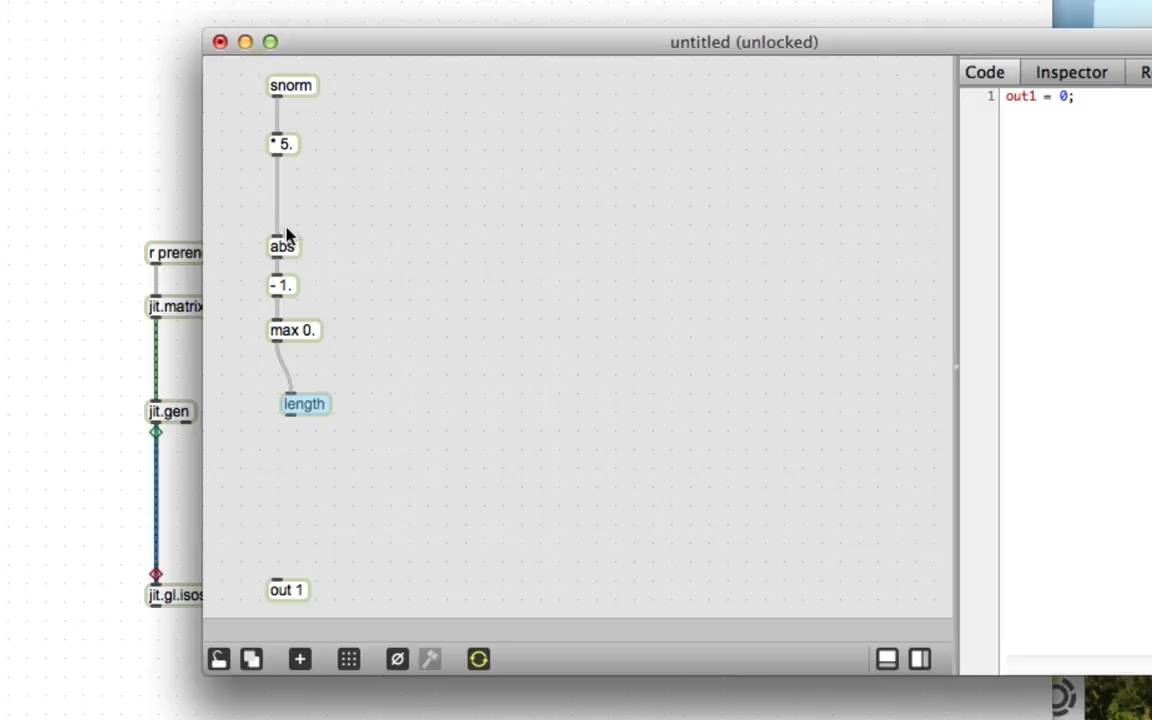 untitled (unlocked)
Code
Inspector
1
out1 = 0;
snorm
* 5.
abs
- 1.
max 0.
length
out 1
r preren
jit.matrix
jit.gen
jit.gl.isos